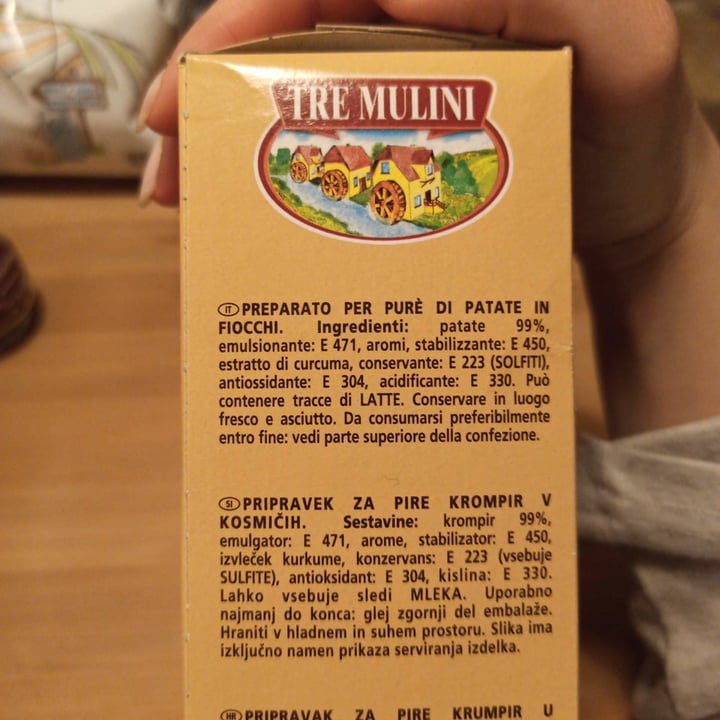 TRE MULINI
IT PREPARATO PER PURÈ DI PATATE IN
FIOCCHI. Ingredienti: patate 99%,
emulsionante: E 471, aromi, stabilizzante: E 450,
estratto di curcuma, conservante: E 223 (SOLFITI),
antiossidante: E 304, acidificante: E 330. Può
contenere tracce di LATTE. Conservare in luogo
fresco e asciutto. Da consumarsi preferibilmente
entro fine: vedi parte superiore della confezione.
SI PRIPRAVEK ZA PIRE KROMPIR V
KOSMIČIH. Sestavine: krompir 99%,
emulgator: E 471, arome, stabilizator: E 450,
izvleček kurkume, konzervans: E 223 (vsebuje
SULFITE), antioksidant: E 304, kislina: E 330.
Lahko vsebuje sledi MLEKA. Uporabno
najmanj do konca: glej zgornji del embalaže.
Hraniti v hladnem in suhem prostoru. Slika ima
izključno namen prikaza serviranja izdelka.
HR PRIPRAVAK ZA PIRE KRUMPIR U